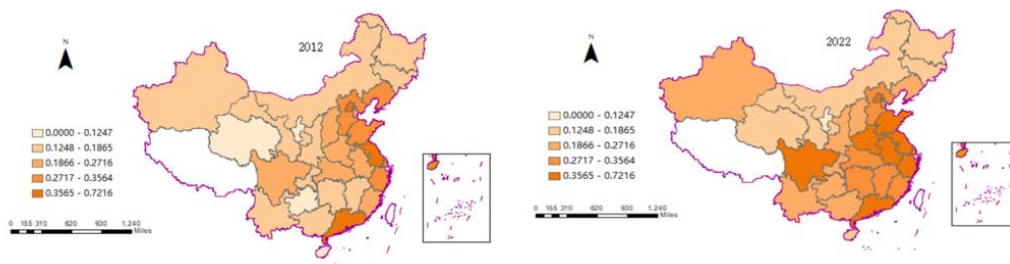 N
2012
0.0000 - 0.1247
0.1248 - 0.1865
0.1866 - 0.2716
0.2717 - 0.3564
0.3565 - 0.7216
0 155 310 620 930 1,240
Miles
N
2022
0.0000 - 0.1247
0.1248 - 0.1865
0.1866 - 0.2716
0.2717 - 0.3564
0.3565 - 0.7216
0 155 310 620 930 1,240
Miles